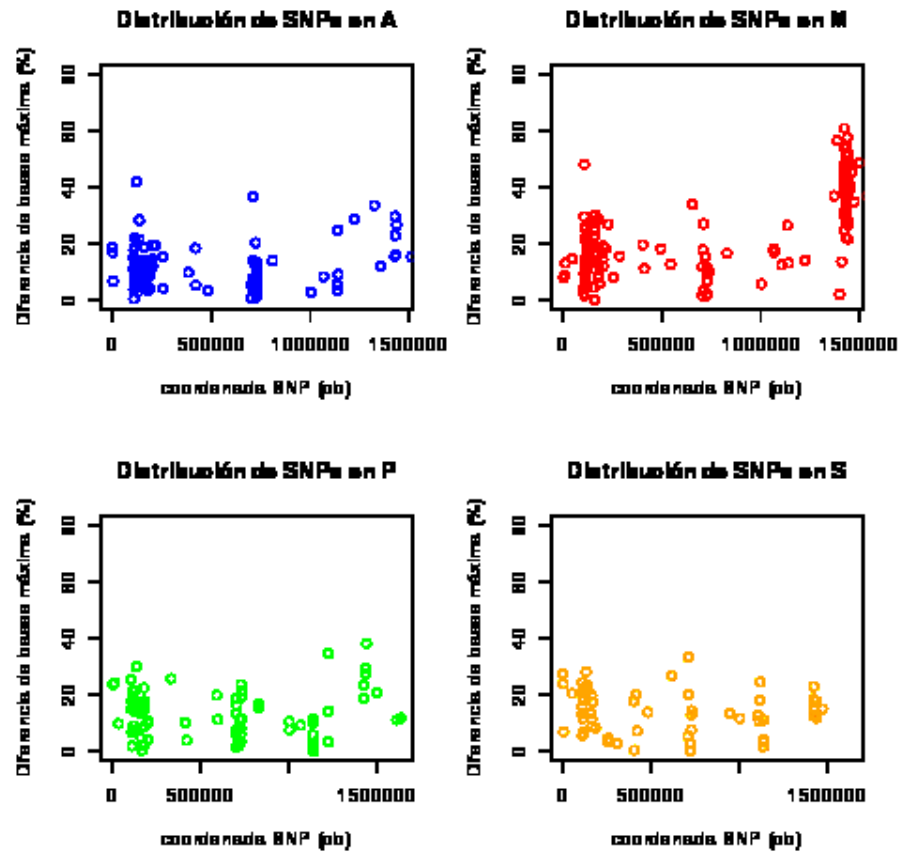 Distribución de SNPs en A
Diferencia de bases máxima (%)
0 20 40 60 80
0 500000 1000000 1500000
coordenada SNP (pb)
Distribución de SNPs en M
Diferencia de bases máxima (%)
0 20 40 60 80
0 500000 1000000 1500000
coordenada SNP (pb)
Distribución de SNPs en P
Diferencia de bases máxima (%)
0 20 40 60 80
0 500000 1500000
coordenada SNP (pb)
Distribución de SNPs en S
Diferencia de bases máxima (%)
0 20 40 60 80
0 500000 1500000
coordenada SNP (pb)